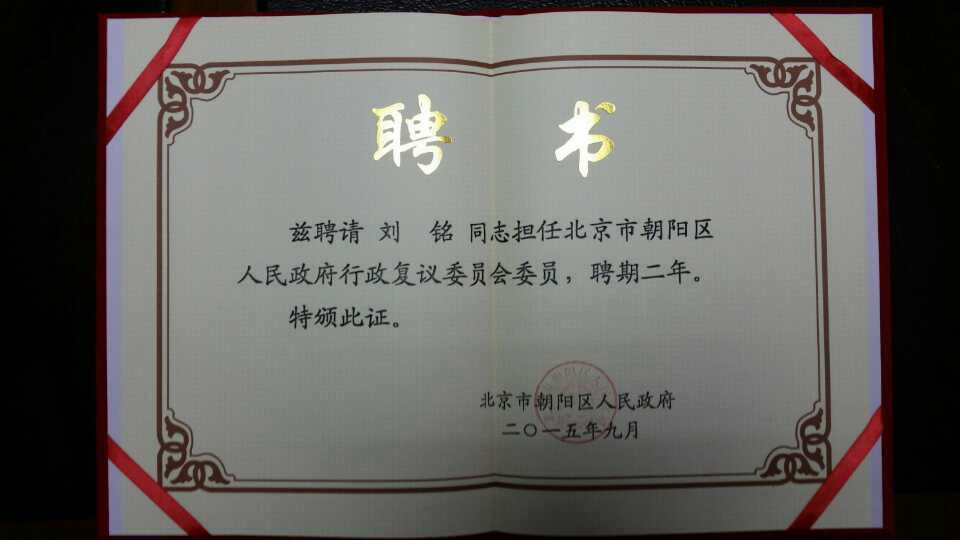 聘 书
兹聘请 刘 铭 同志担任北京市朝阳区
人民政府行政复议委员会委员，聘期二年。
特颁此证。
北京市朝阳区人民政府
二〇一五年九月